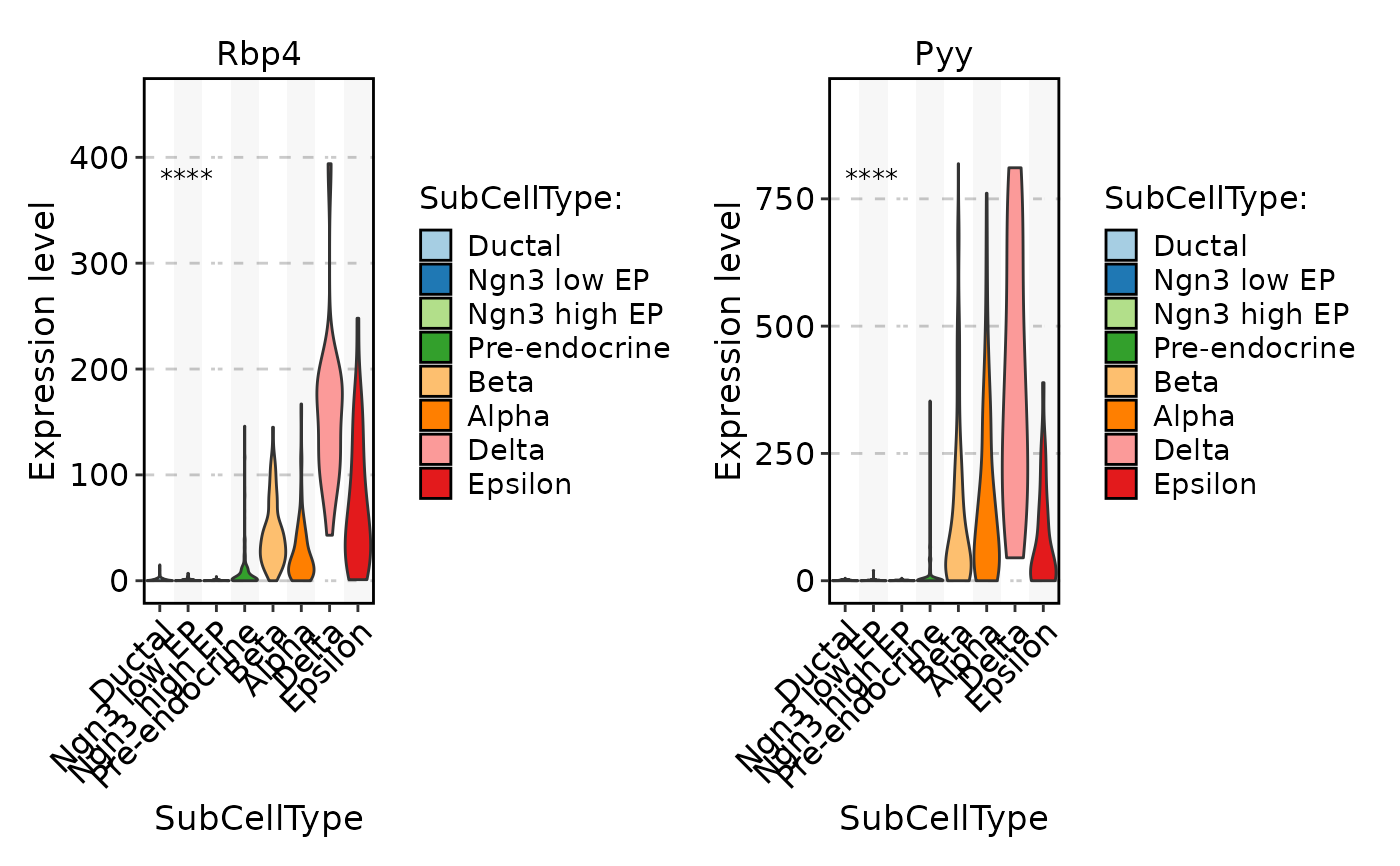 Rbp4
Expression level
400
300
200
100
0
****
Ductal
Ngn3 low EP
Ngn3 high EP
Pre-endocrine
Beta
Alpha
Delta
Epsilon
SubCellType
SubCellType:
Ductal
Ngn3 low EP
Ngn3 high EP
Pre-endocrine
Beta
Alpha
Delta
Epsilon
Pyy
Expression level
750
500
250
0
****
Ductal
Ngn3 low EP
Ngn3 high EP
Pre-endocrine
Beta
Alpha
Delta
Epsilon
SubCellType
SubCellType:
Ductal
Ngn3 low EP
Ngn3 high EP
Pre-endocrine
Beta
Alpha
Delta
Epsilon